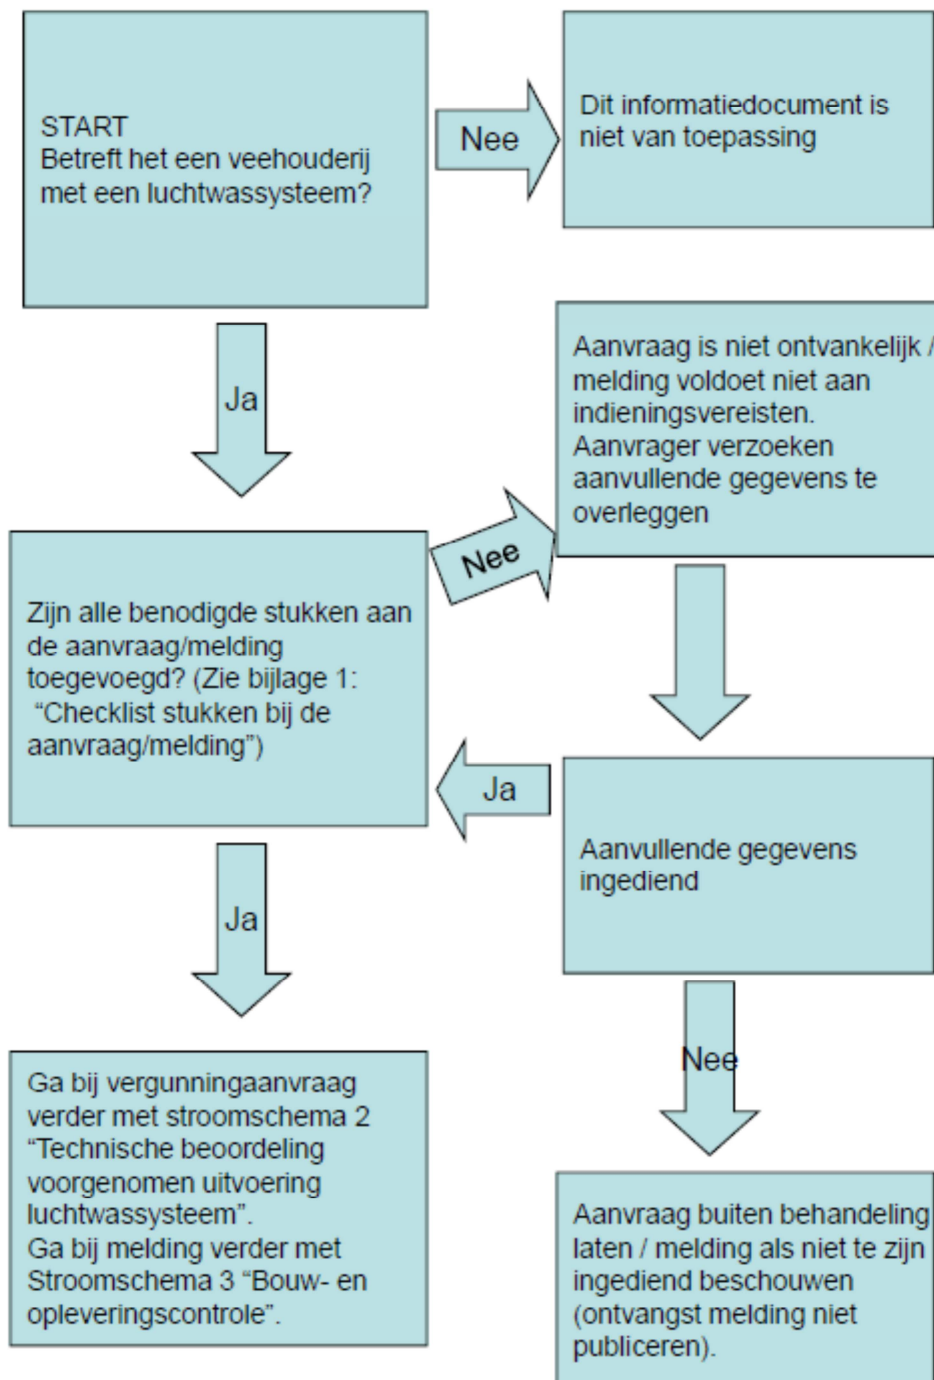 START
Betreft het een veehouderij
met een luchtwassysteem?
Nee
Dit informatiedocument is
niet van toepassing
Ja
Aanvraag is niet ontvankelijk /
melding voldoet niet aan
indieningsvereisten.
Aanvrager verzoeken
aanvullende gegevens te
overleggen
Nee
Zijn alle benodigde stukken aan
de aanvraag/melding
toegevoegd? (Zie bijlage 1:
“Checklist stukken bij de
aanvraag/melding”)
Ja
Aanvullende gegevens
ingediend
Ja
Nee
Ga bij vergunningaanvraag
verder met stroomschema 2
“Technische beoordeling
voorgenomen uitvoering
luchtwassysteem”.
Ga bij melding verder met
Stroomschema 3 “Bouw- en
opleveringscontrole”.
Aanvraag buiten behandeling
laten / melding als niet te zijn
ingediend beschouwen
(ontvangst melding niet
publiceren).